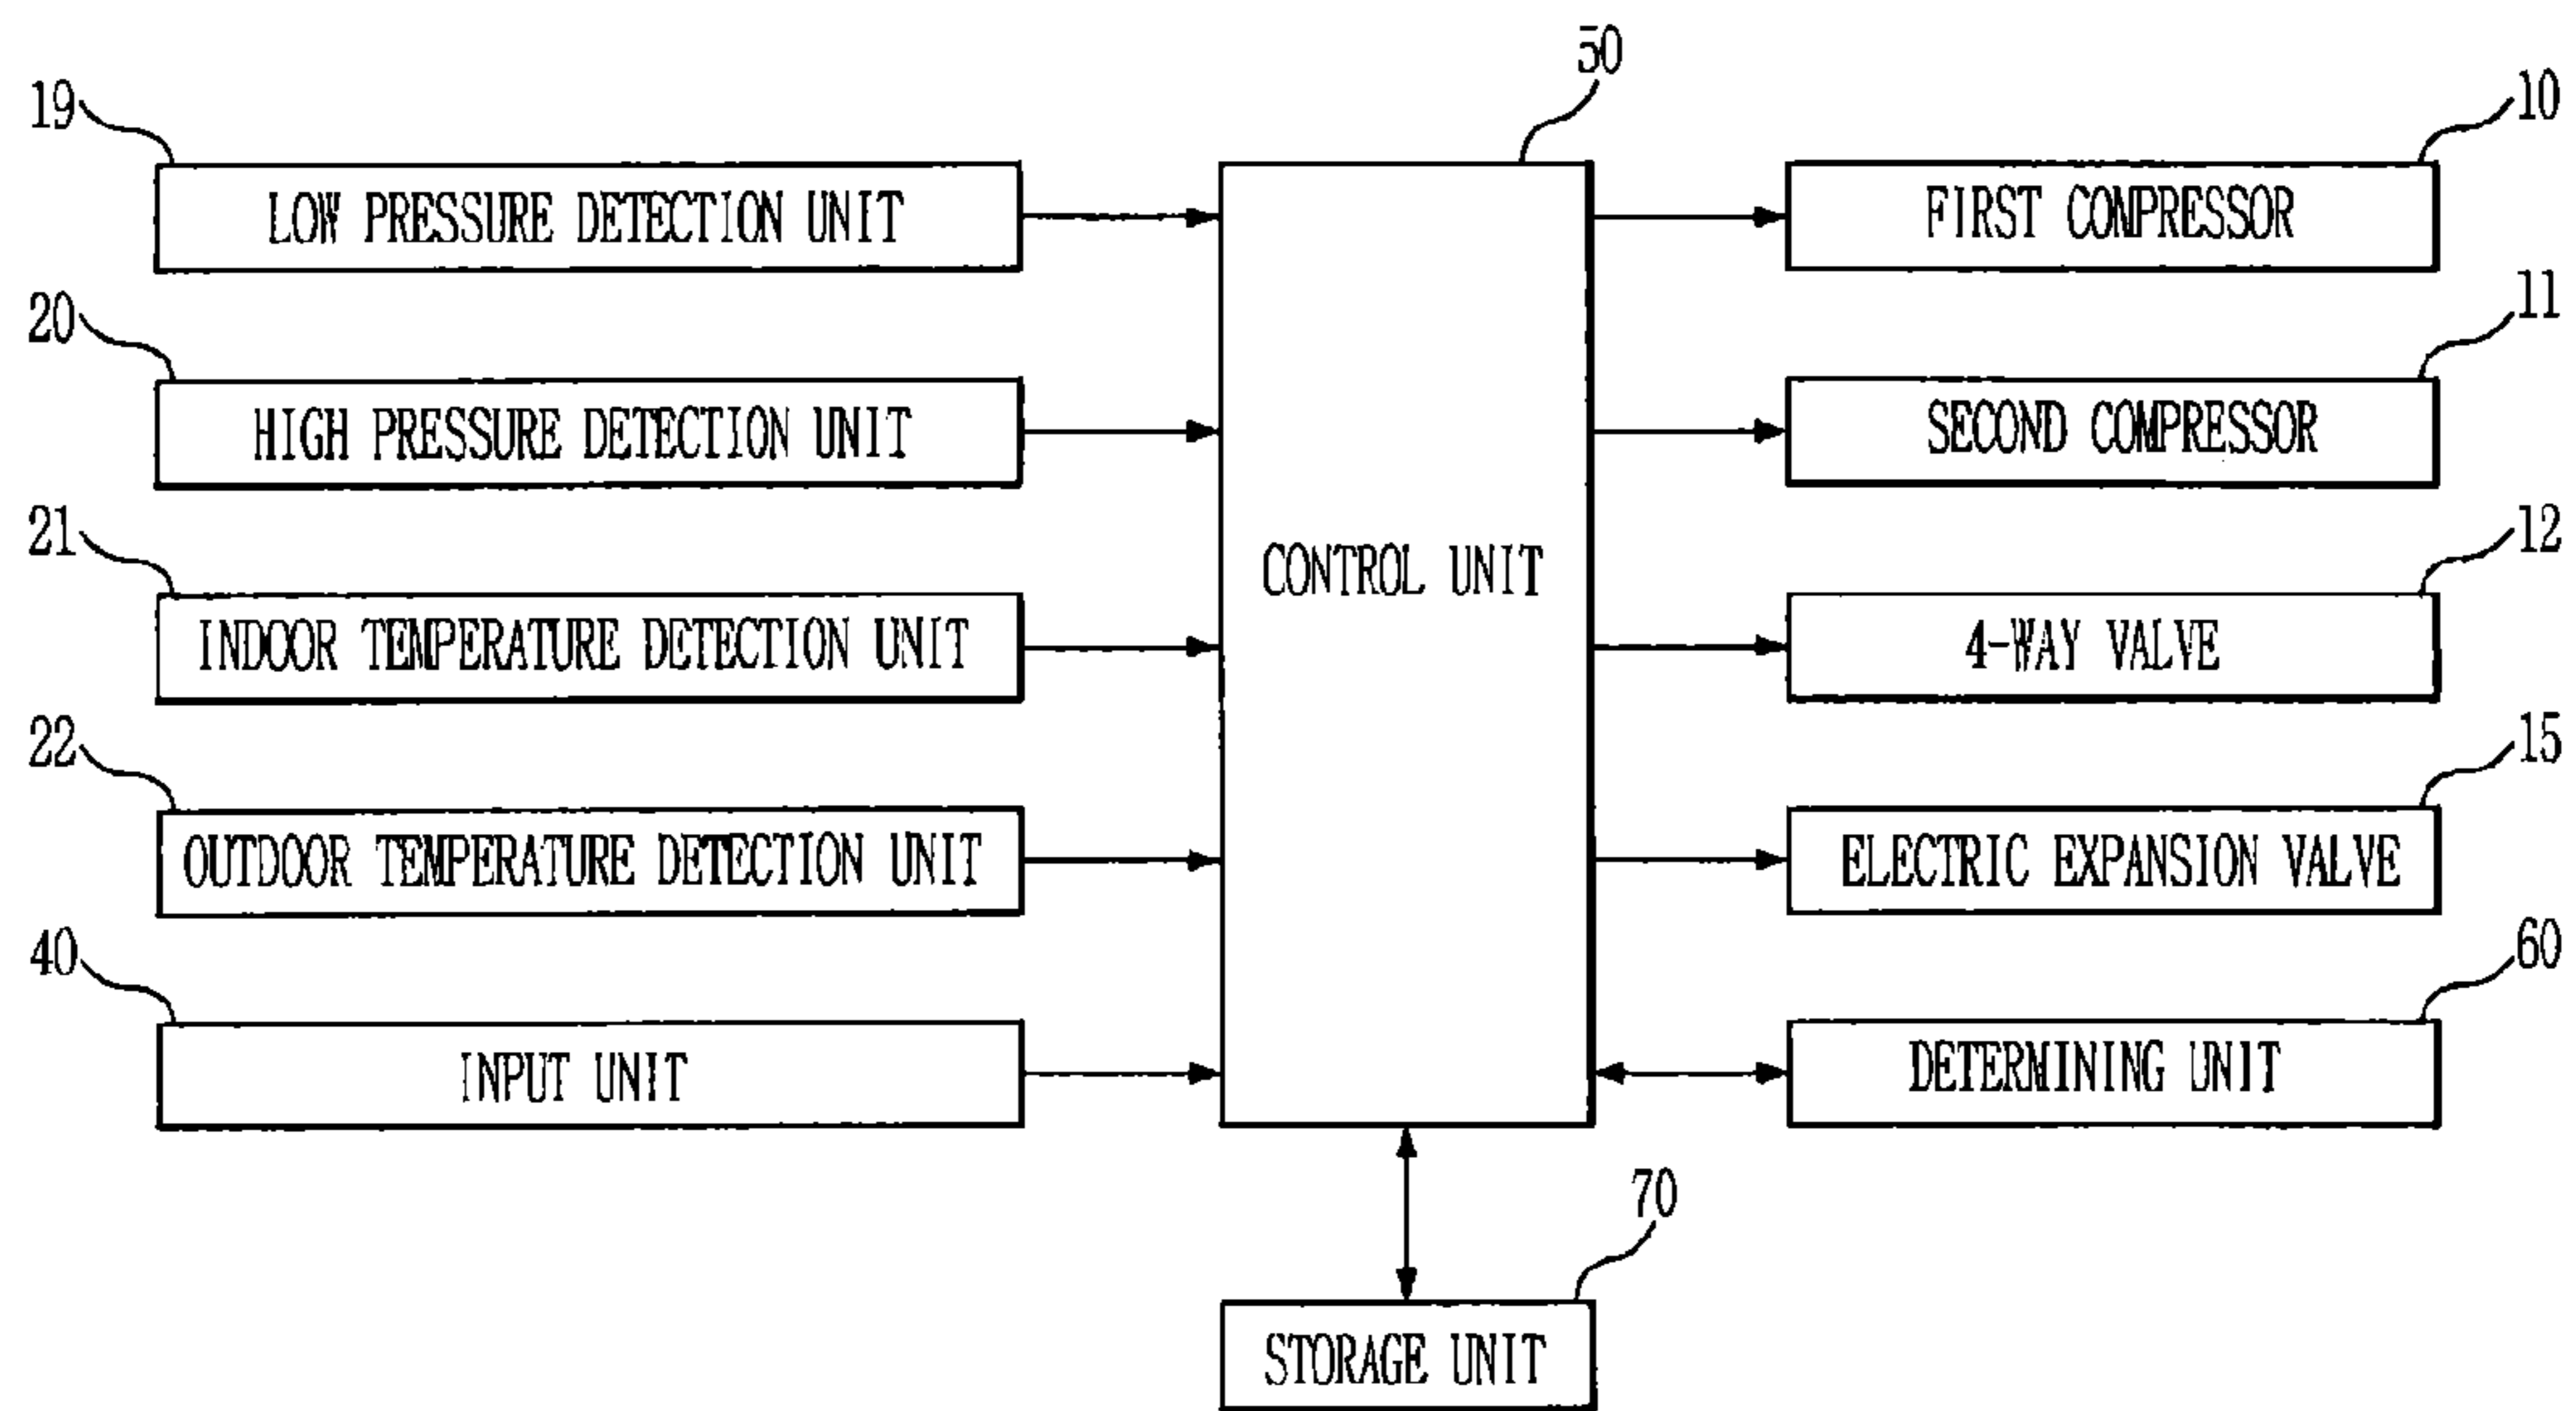 50
19
10
LOW PRESSURE DETECTION UNIT
FIRST COMPRESSOR
20
11
HIGH PRESSURE DETECTION UNIT
SECOND COMPRESSOR
21
12
CONTROL UNIT
INDOOR TEMPERATURE DETECTION UNIT
4-WAY VALVE
22
15
OUTDOOR TEMPERATURE DETECTION UNIT
ELECTRIC EXPANSION VALVE
40
60
INPUT UNIT
DETERMINING UNIT
70
STORAGE UNIT